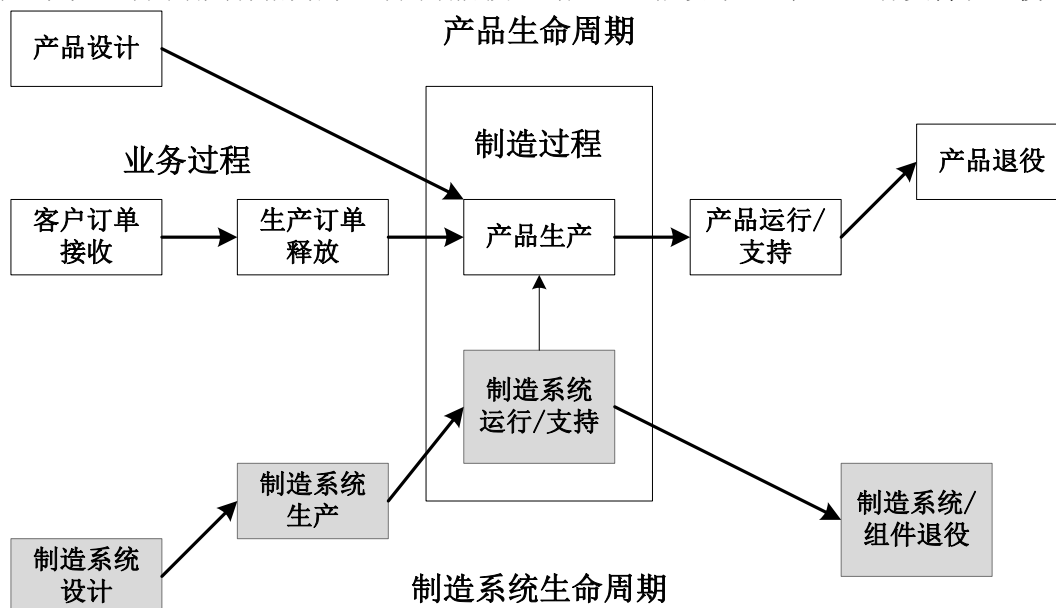 产品生命周期
产品设计
制造过程
业务过程
产品退役
客户订单
接收
生产订单
释放
产品生产
产品运行/
支持
制造系统
运行/支持
制造系统
生产
制造系统/
组件退役
制造系统
设计
制造系统生命周期